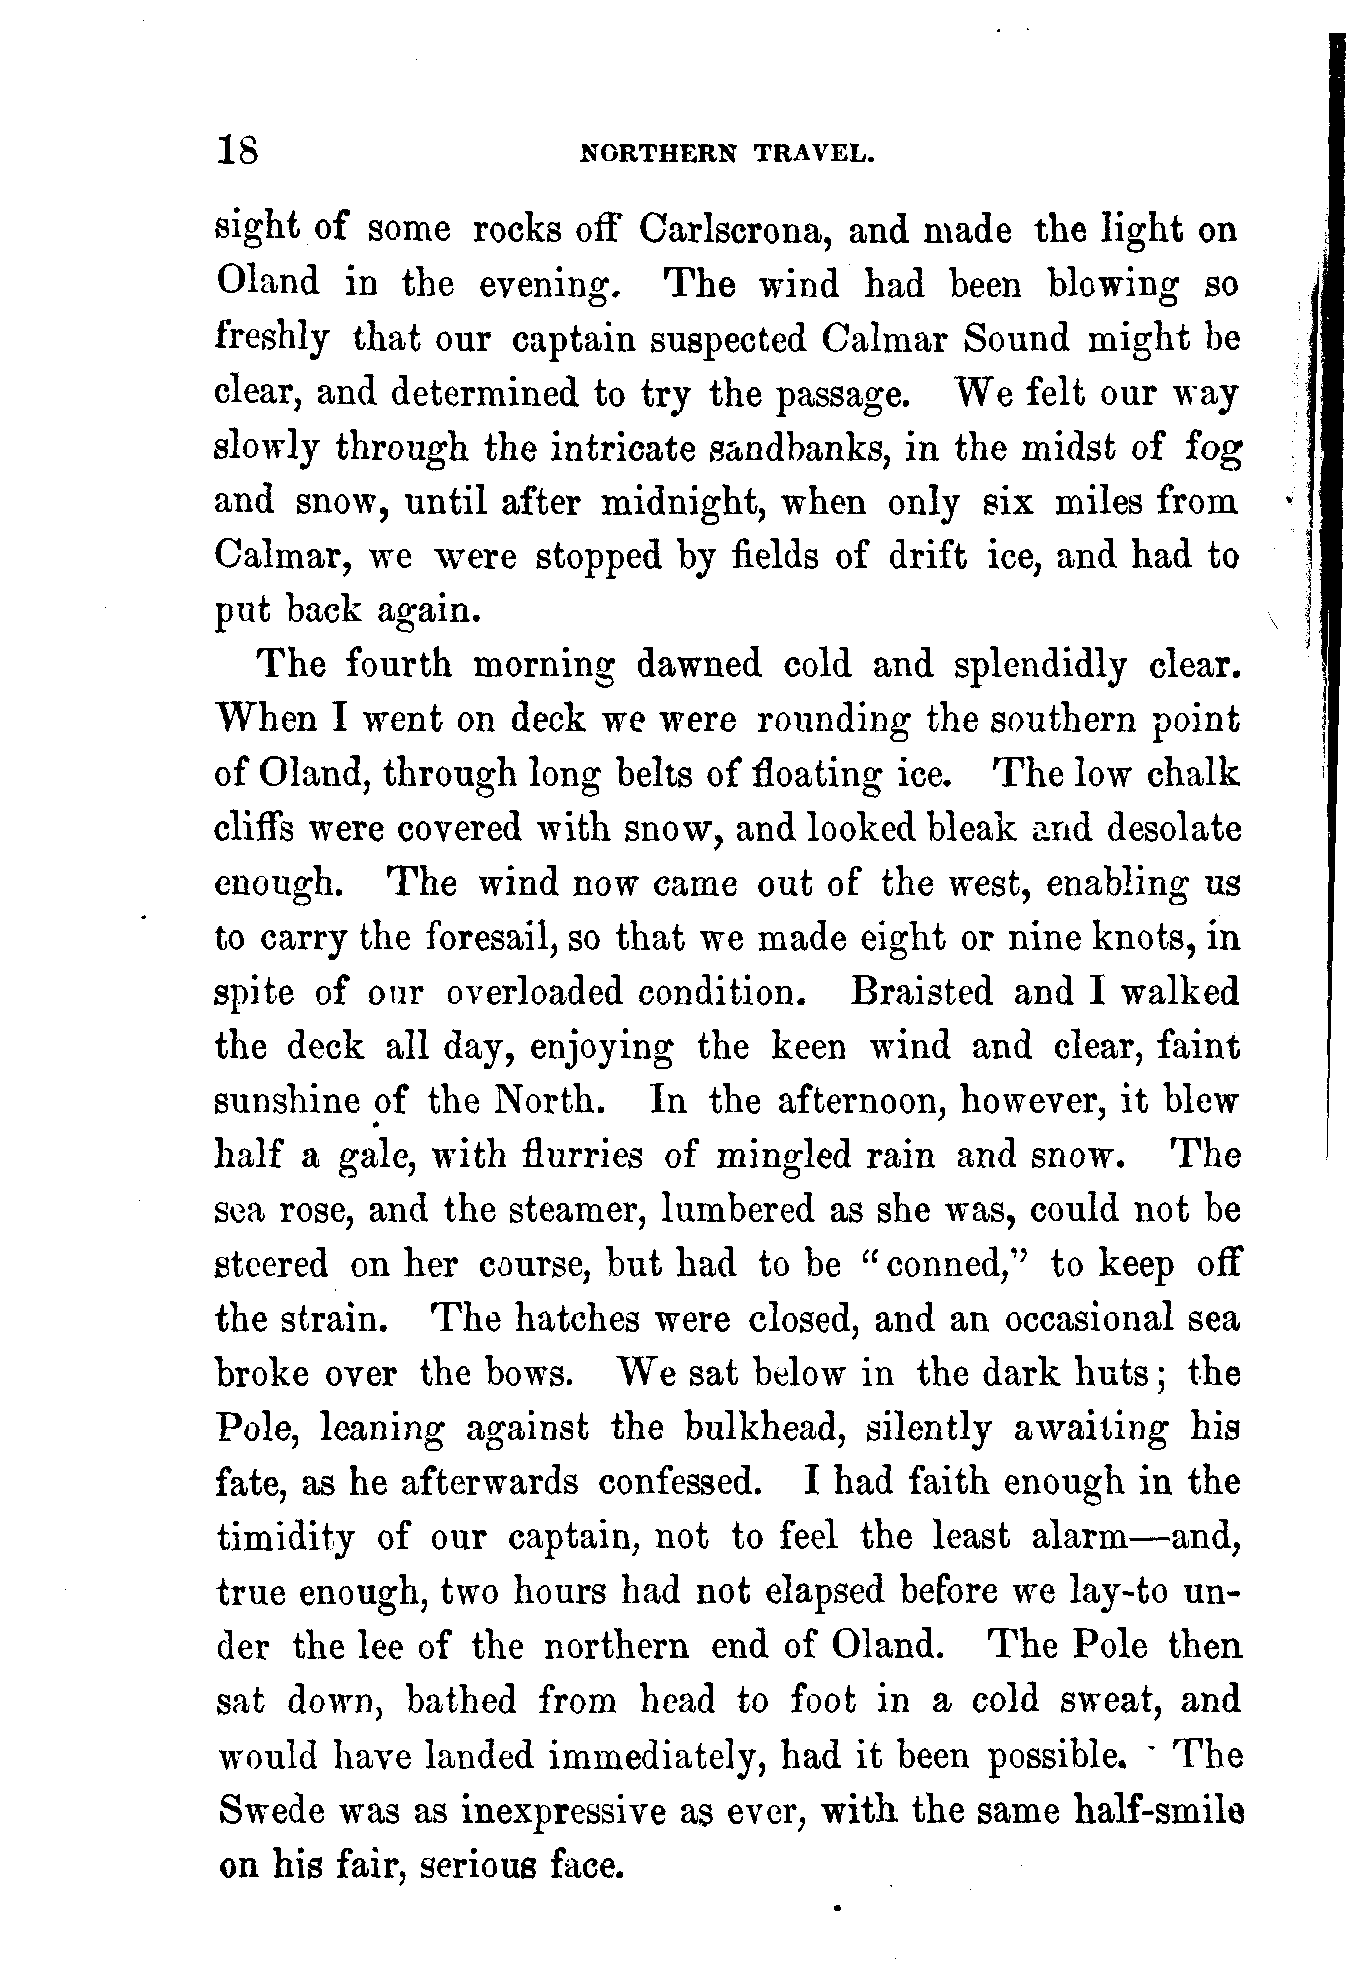 18 NORTHERN TRAVEL.
sight of some rocks off Carlscrona, and made the light on
Oland in the evening. The wind had been blowing so
freshly that our captain suspected Calmar Sound might be
clear, and determined to try the passage. We felt our way
slowly through the intricate sandbanks, in the midst of fog
and snow, until after midnight, when only six miles from
Calmar, we were stopped by fields of drift ice, and had to
put back again.
The fourth morning dawned cold and splendidly clear.
When I went on deck we were rounding the southern point
of Oland, through long belts of floating ice. The low chalk
cliffs were covered with snow, and looked bleak and desolate
enough. The wind now came out of the west, enabling us
to carry the foresail, so that we made eight or nine knots, in
spite of our overloaded condition. Braisted and I walked
the deck all day, enjoying the keen wind and clear, faint
sunshine of the North. In the afternoon, however, it blew
half a gale, with flurries of mingled rain and snow. The
sea rose, and the steamer, lumbered as she was, could not be
steered on her course, but had to be "conned," to keep off
the strain. The hatches were closed, and an occasional sea
broke over the bows. We sat below in the dark huts; the
Pole, leaning against the bulkhead, silently awaiting his
fate, as he afterwards confessed. I had faith enough in the
timidity of our captain, not to feel the least alarm—and,
true enough, two hours had not elapsed before we lay-to un-
der the lee of the northern end of Oland. The Pole then
sat down, bathed from head to foot in a cold sweat, and
would have landed immediately, had it been possible. The
Swede was as inexpressive as ever, with the same half-smile
on his fair, serious face.